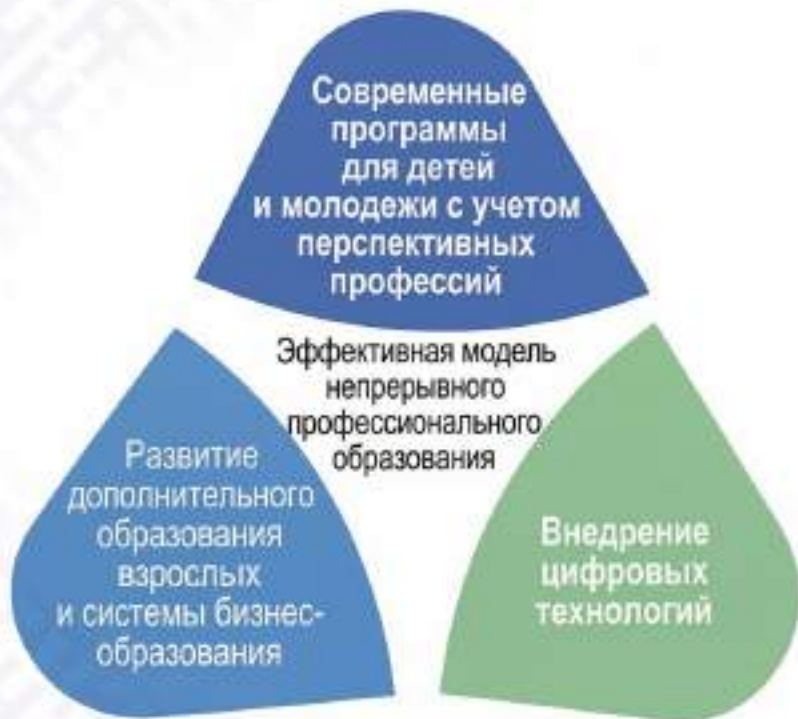 Современные
программы
для детей
и молодежи с учетом
перспективных
профессий
Эффективная модель
непрерывного
профессионального
образования
Развитие
дополнительного
образования
взрослых
и системы бизнес-
образования
Внедрение
цифровых
технологий